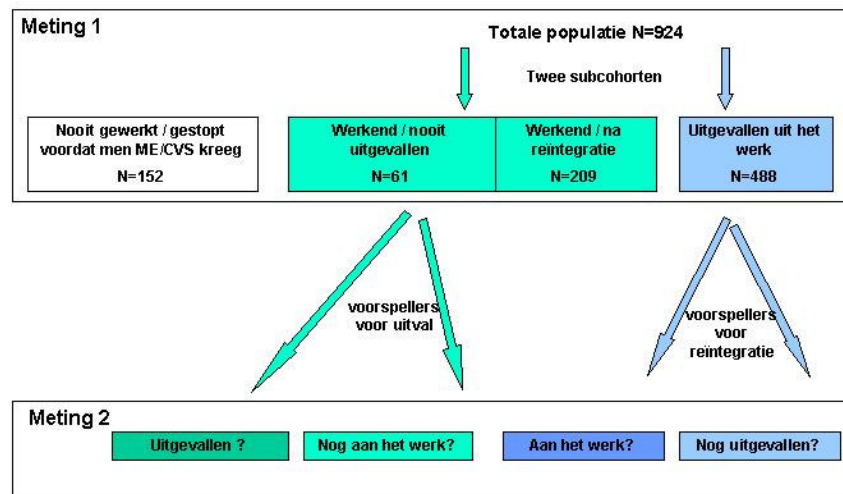 Meting 1
Totale populatie N=924
Twee subcohorten
Nooit gewerkt / gestopt
voordat men ME/CVS kreeg
N=152
Werkend / nooit
uitgevallen
N=61
Werkend / na
reïntegratie
N=209
Uitgevallen uit het
werk
N=488
voorspellers
voor uitval
voorspellers
voor
reïntegratie
Meting 2
Uitgevallen ?
Nog aan het werk?
Aan het werk?
Nog uitgevallen?